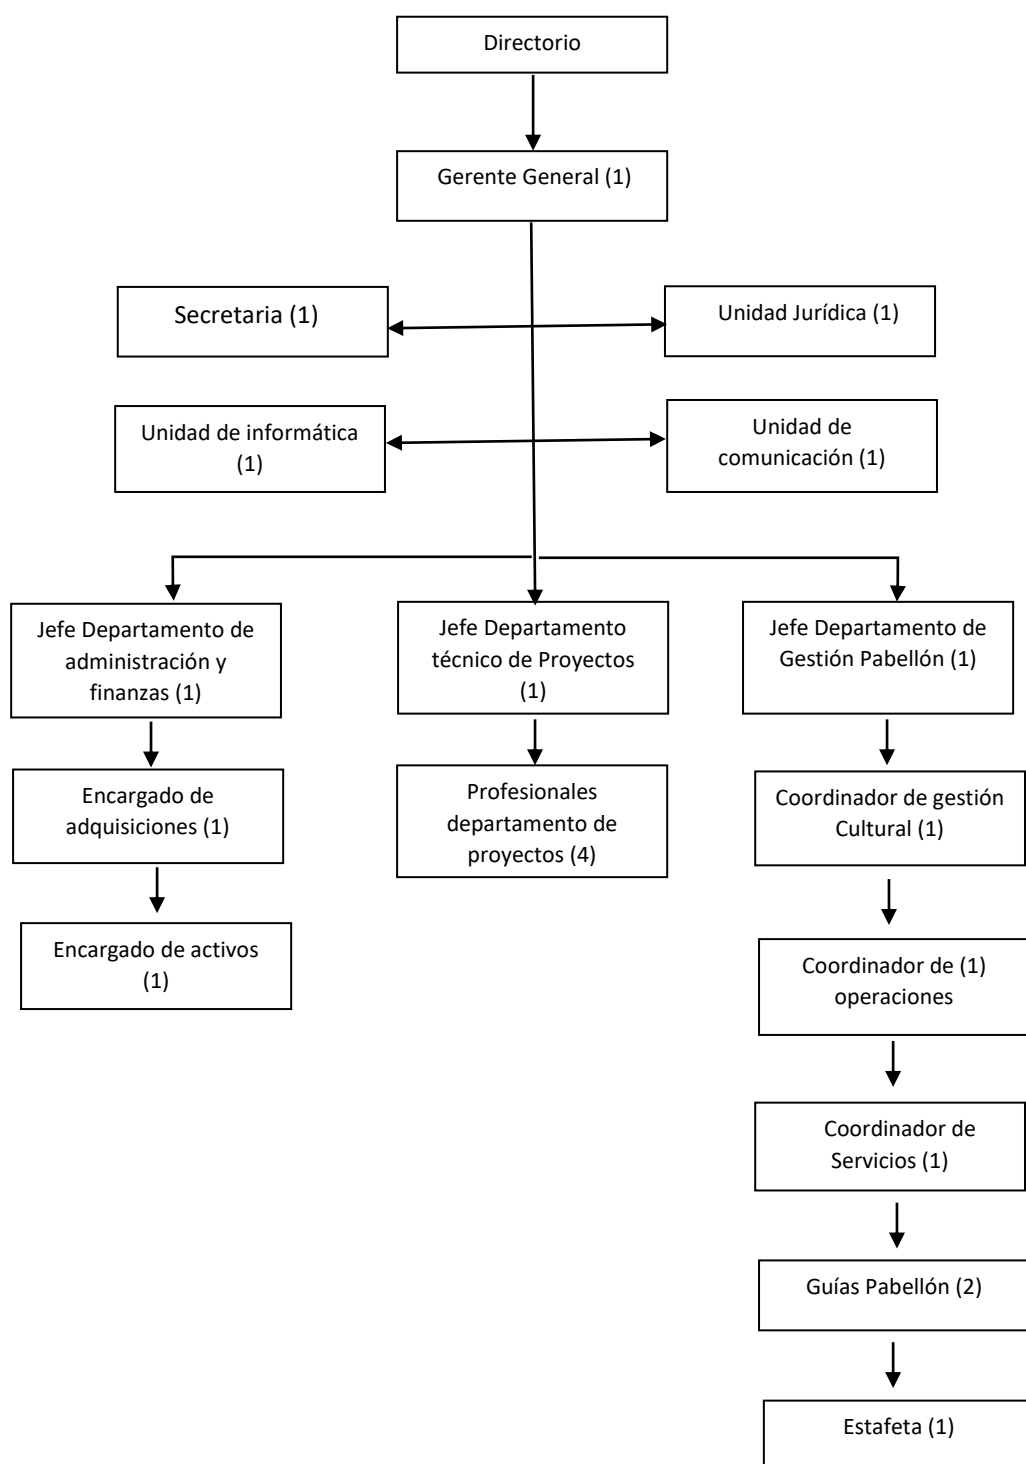 Directorio
Gerente General (1)
Secretaria (1)
Unidad Jurídica (1)
Unidad de informática
(1)
Unidad de
comunicación (1)
Jefe Departamento de
administración y
finanzas (1)
Jefe Departamento
técnico de Proyectos
(1)
Jefe Departamento de
Gestión Pabellón (1)
Encargado de
adquisiciones (1)
Profesionales
departamento de
proyectos (4)
Coordinador de gestión
Cultural (1)
Encargado de activos
(1)
Coordinador de (1)
operaciones
Coordinador de
Servicios (1)
Guías Pabellón (2)
Estafeta (1)